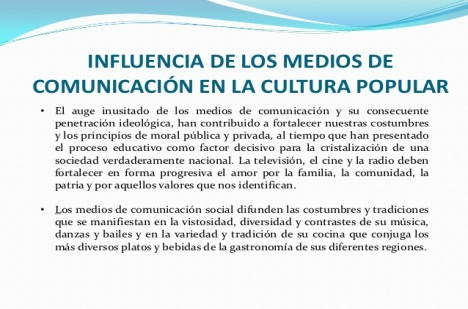 INFLUENCIA DE LOS MEDIOS DE
COMUNICACIÓN EN LA CULTURA POPULAR
• El auge inusitado de los medios de comunicación y su consecuente
penetración ideológica, han contribuido a fortalecer nuestras costumbres
y los principios de moral pública y privada, al tiempo que han presentado
el proceso educativo como factor decisivo para la cristalización de una
sociedad verdaderamente nacional. La televisión, el cine y la radio deben
fortalecer en forma progresiva el amor por la familia, la comunidad, la
patria y por aquellos valores que nos identifican.
• Los medios de comunicación social difunden las costumbres y tradiciones
que se manifiestan en la vistosidad, diversidad y contrastes de su música,
danzas y bailes y en la variedad y tradición de su cocina que conjuga los
más diversos platos y bebidas de la gastronomía de sus diferentes regiones.